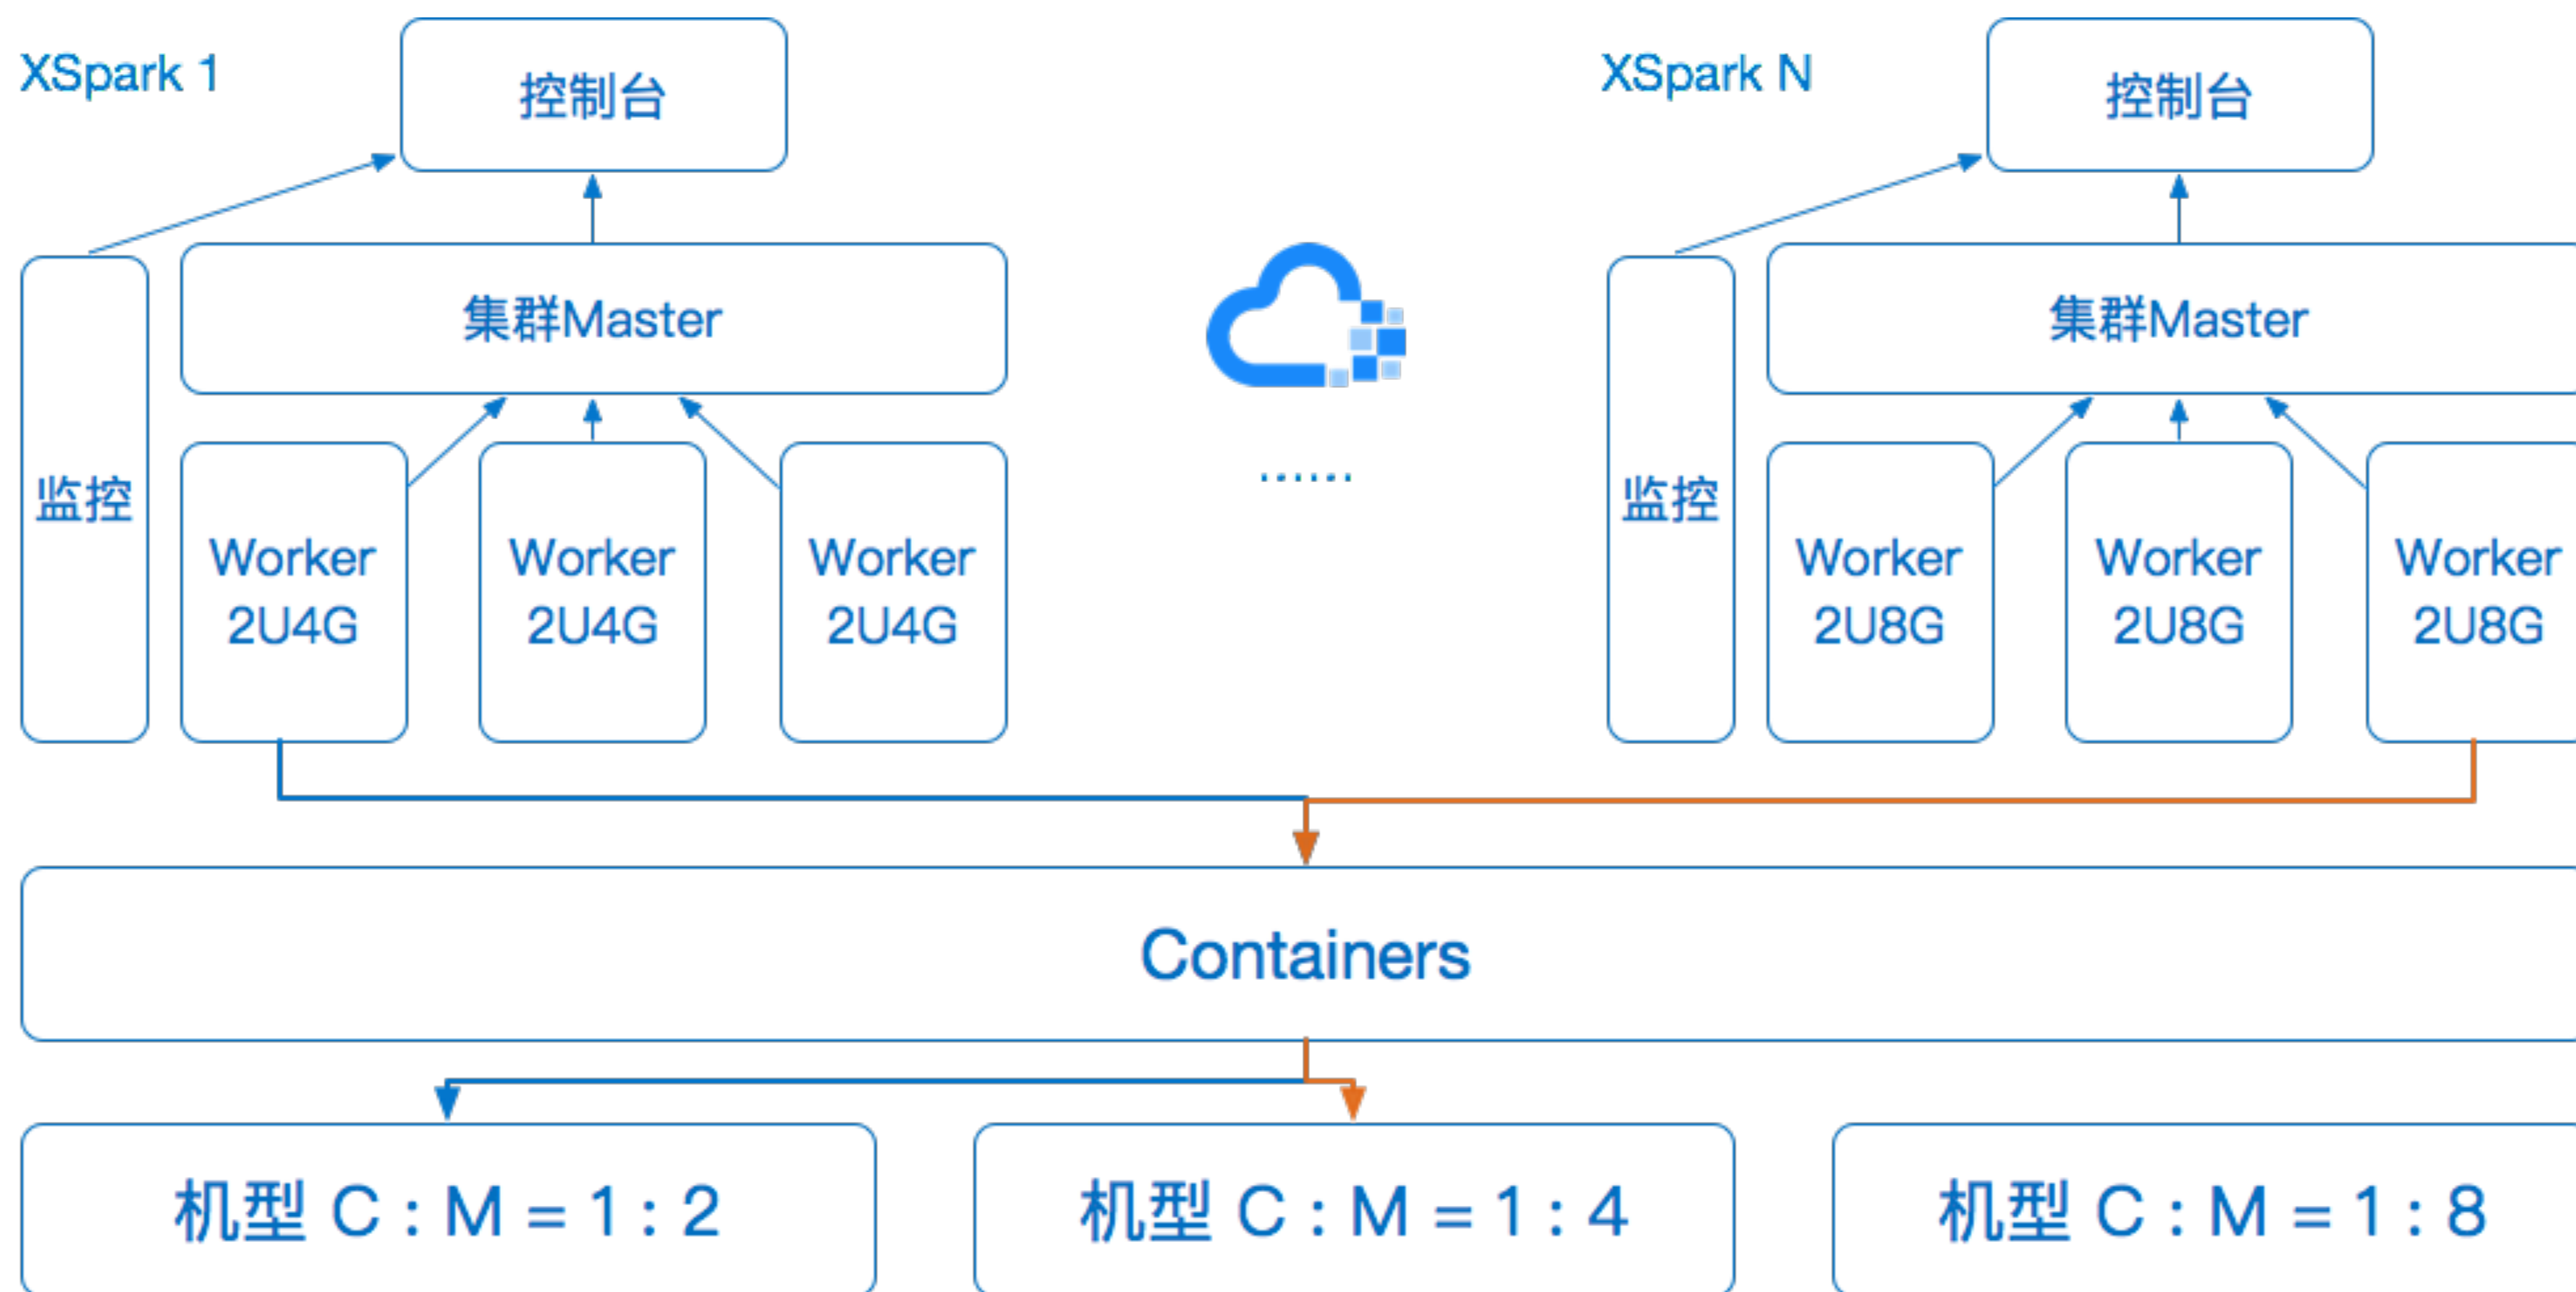 XSpark 1
控制台
XSpark N
控制台
集群Master
集群Master
监控
Worker
2U4G
Worker
2U4G
Worker
2U4G
......
监控
Worker
2U8G
Worker
2U8G
Worker
2U8G
Containers
机型 C : M = 1 : 2
机型 C : M = 1 : 4
机型 C : M = 1 : 8